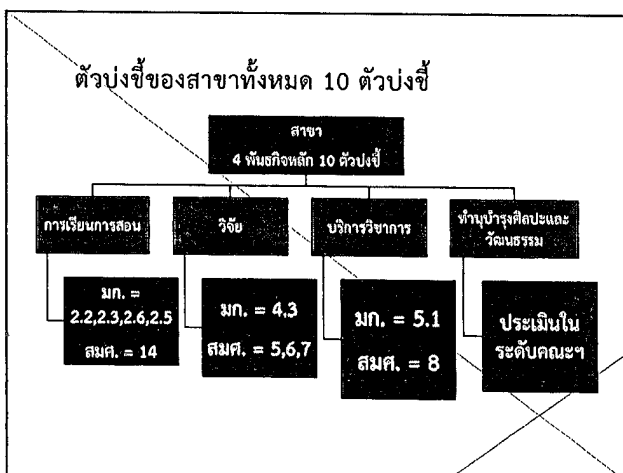 ตัวบ่งชี้ของสาขาทั้งหมด 10 ตัวบ่งชี้
สาขา
4 พันธกิจหลัก 10 ตัวบ่งชี้
การเรียนการสอน
มก. =
2.2,2.3,2.6,2.5
สมศ. = 14
วิจัย
มก. = 4.3
สมศ. = 5,6,7
บริการวิชาการ
มก. = 5.1
สมศ. = 8
ทำนุบำรุงศิลปะและ
วัฒนธรรม
ประเมินใน
ระดับคณะฯ